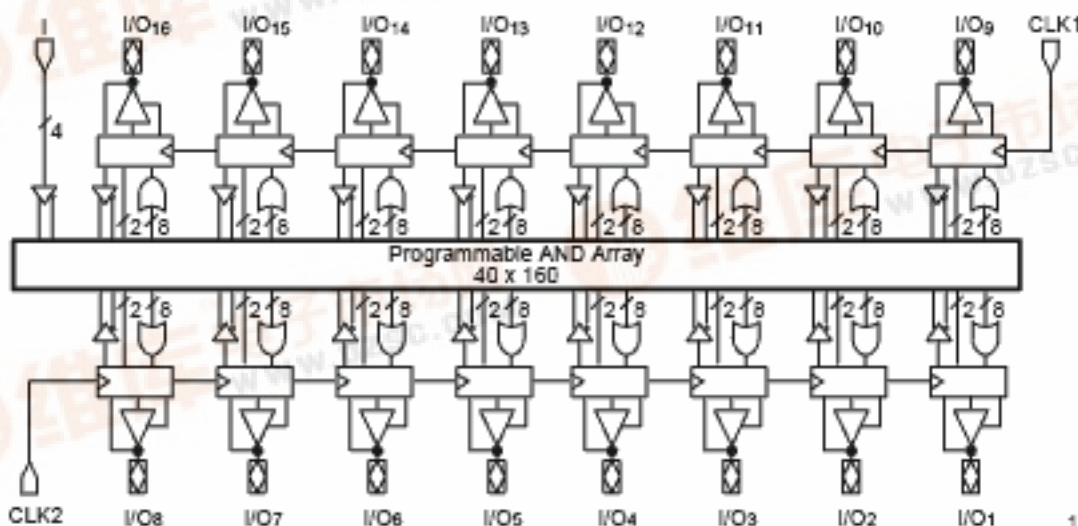 I I/O16 I/O15 I/O14 I/O13 I/O12 I/O11 I/O10 I/O9 CLK1
4
2 8 2 8 2 8 2 8 2 8 2 8 2 8 2 8
Programmable AND Array
40 x 160
2 8 2 8 2 8 2 8 2 8 2 8 2 8 2 8
CLK2 I/O8 I/O7 I/O6 I/O5 I/O4 I/O3 I/O2 I/O1